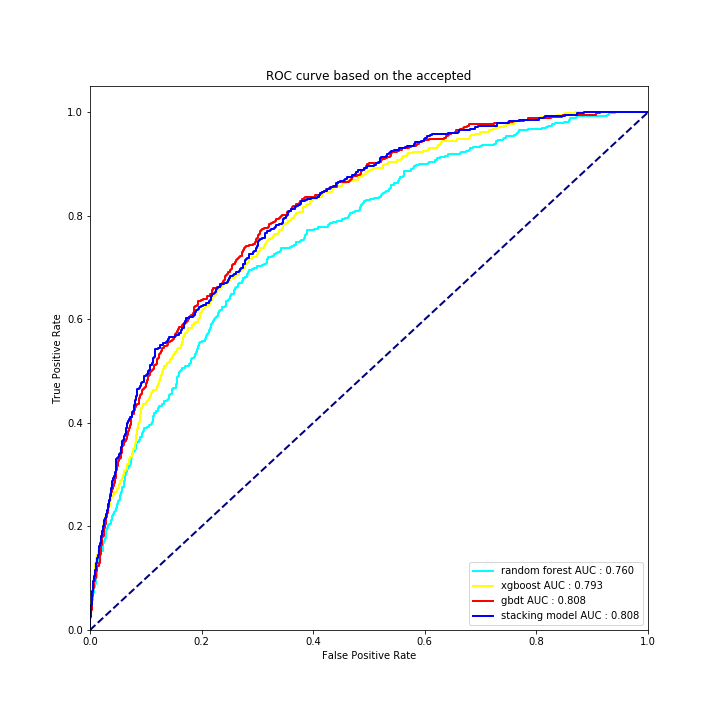 ROC curve based on the accepted
True Positive Rate
1.0
0.8
0.6
0.4
0.2
0.0
random forest AUC : 0.760
xgboost AUC : 0.793
gbdt AUC : 0.808
stacking model AUC : 0.808
0.0 0.2 0.4 0.6 0.8 1.0
False Positive Rate